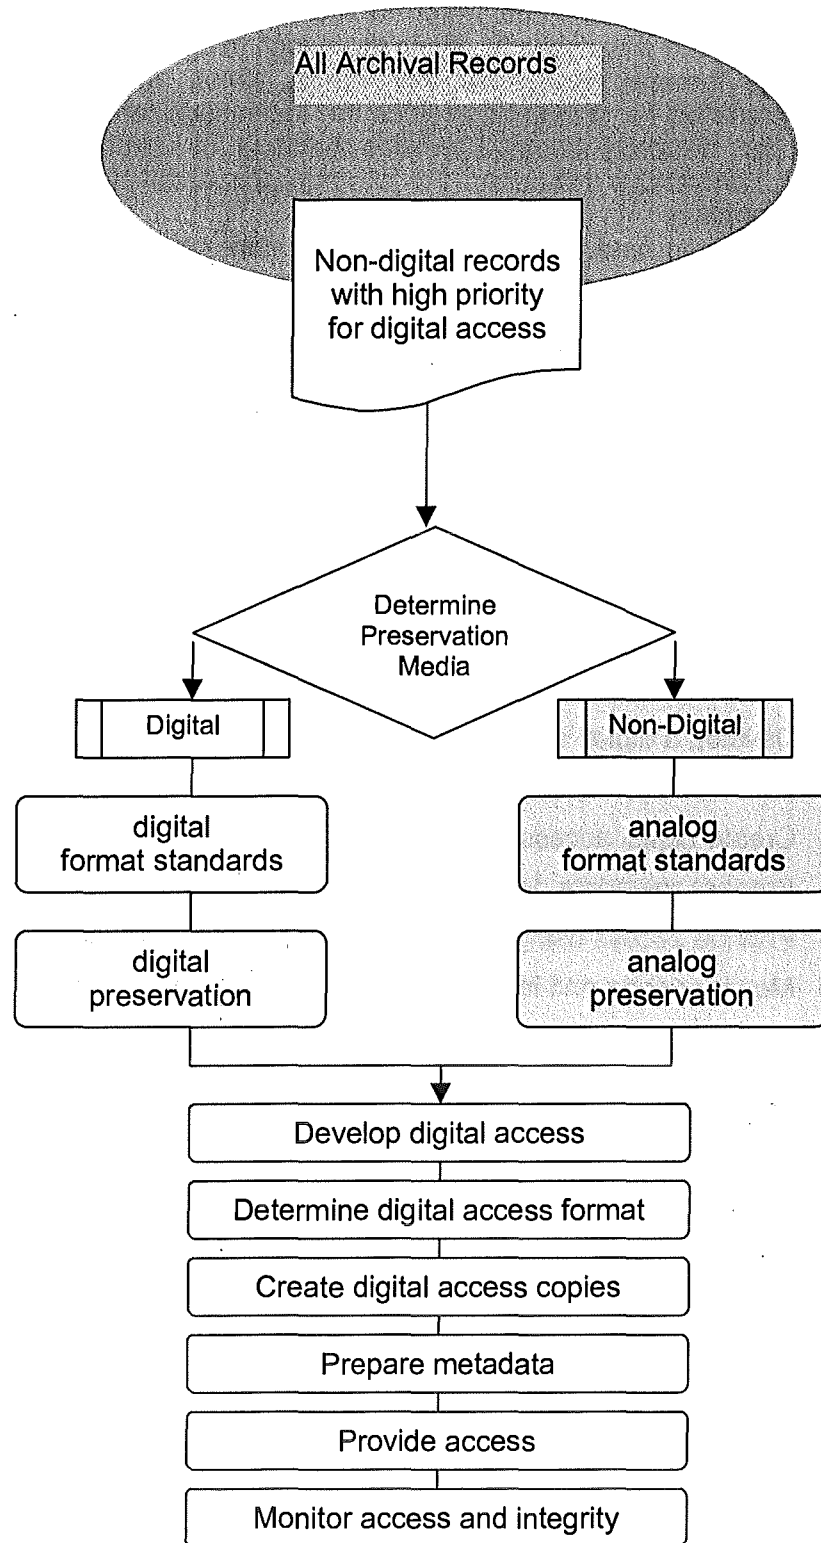 All Archival Records
Non-digital records
with high priority
for digital access
Determine
Preservation
Media
Digital
Non-Digital
digital
format standards
analog
format standards
digital
preservation
analog
preservation
Develop digital access
Determine digital access format
Create digital access copies
Prepare metadata
Provide access
Monitor access and integrity